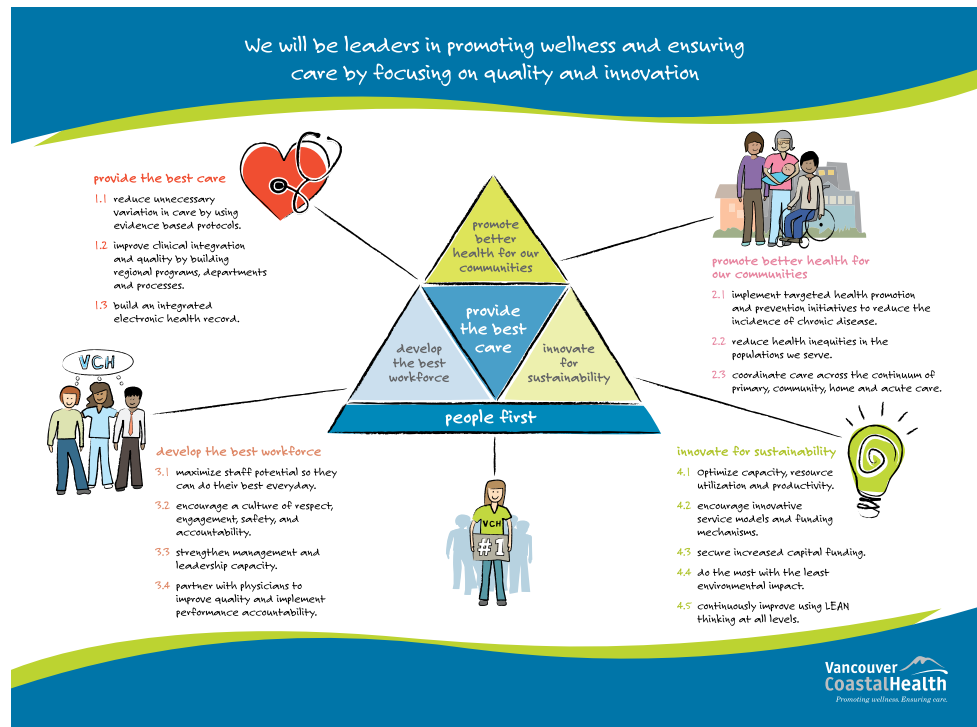 We will be leaders in promoting wellness and ensuring
care by focusing on quality and innovation
provide the best care
1.1 reduce unnecessary
variation in care by using
evidence based protocols.
1.2 improve clinical integration
and quality by building
regional programs, departments
and processes.
1.3 build an integrated
electronic health record.
promote
better
health for our
communities
provide
the best
care
develop
the best
workforce
innovate
for
sustainability
people first
promote better health for
our communities
2.1 implement targeted health promotion
and prevention initiatives to reduce the
incidence of chronic disease.
2.2 reduce health inequities in the
populations we serve.
2.3 coordinate care across the continuum of
primary, community, home and acute care.
VCH
develop the best workforce
3.1 maximize staff potential so they
can do their best everyday.
3.2 encourage a culture of respect,
engagement, safety, and
accountability.
3.3 strengthen management and
leadership capacity.
3.4 partner with physicians to
improve quality and implement
performance accountability.
VCH
#1
innovate for sustainability
4.1 Optimize capacity, resource
utilization and productivity.
4.2 encourage innovative
service models and funding
mechanisms.
4.3 secure increased capital funding.
4.4 do the most with the least
environmental impact.
4.5 continuously improve using LEAN
thinking at all levels.
Vancouver
CoastalHealth
Promoting wellness. Ensuring care.